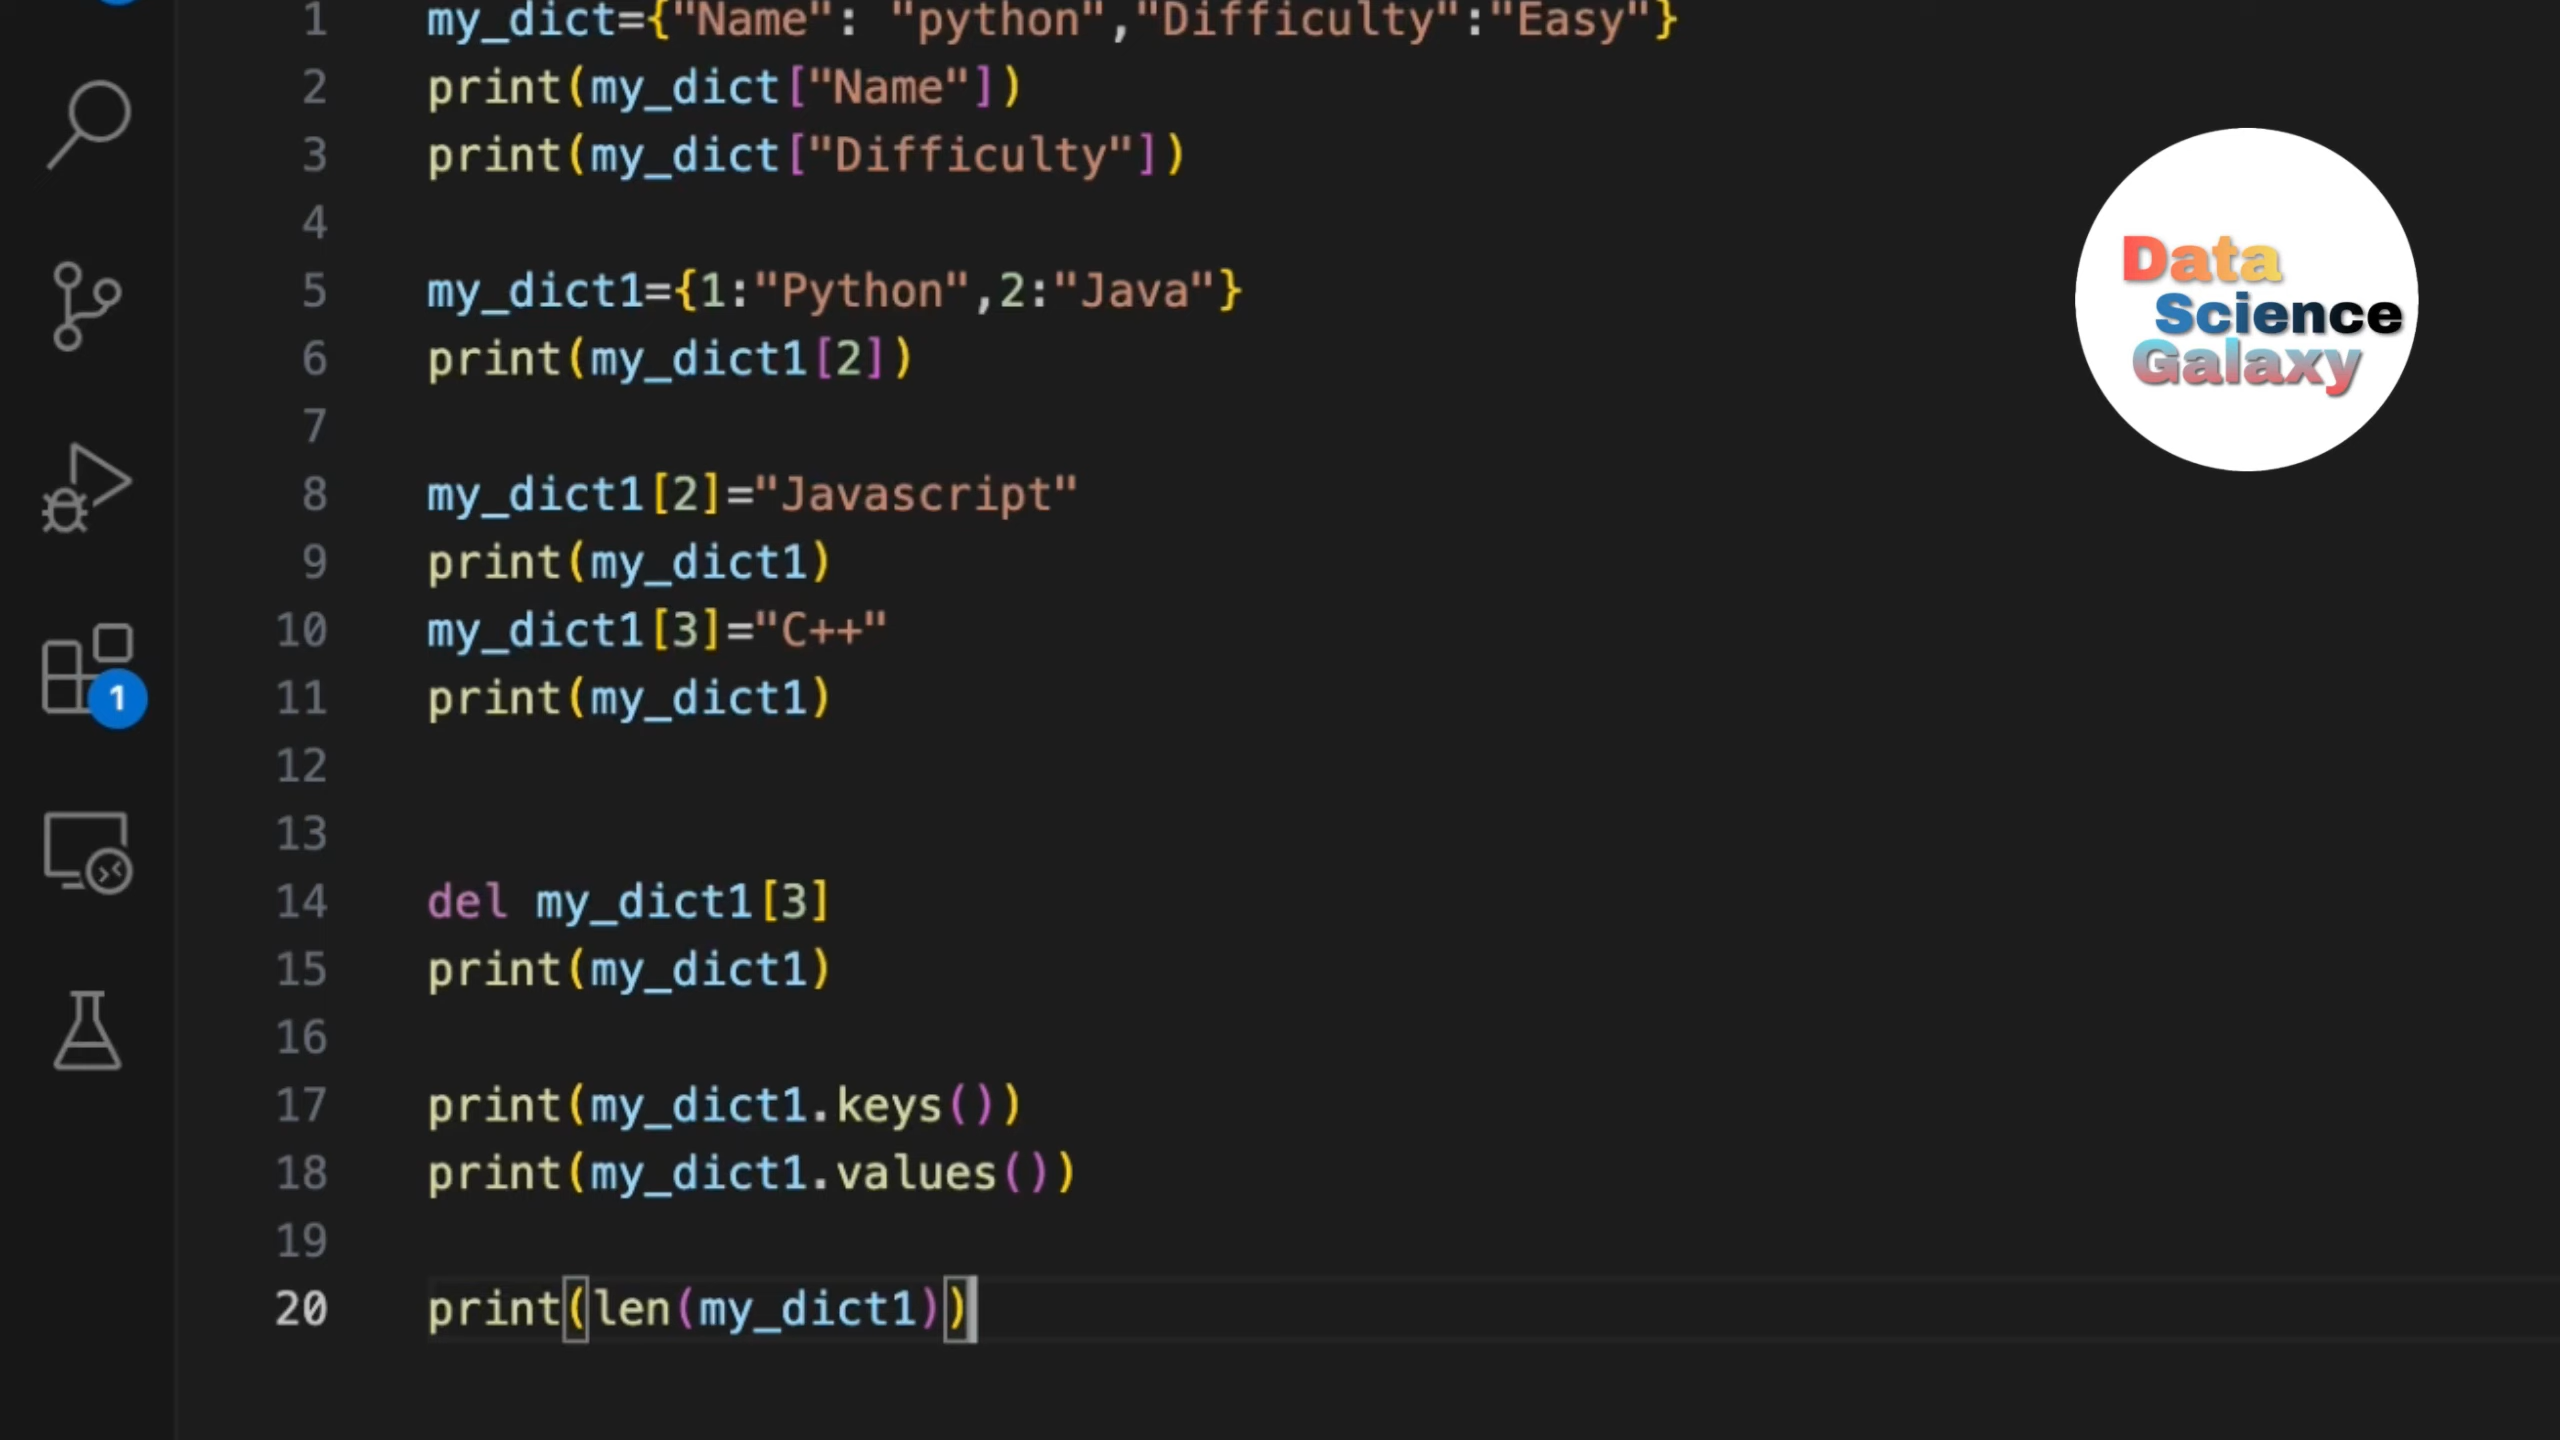 1 my_dict={"Name": "python","Difficulty":"Easy"}
2 print(my_dict["Name"])
3 print(my_dict["Difficulty"])
4
5 my_dict1={1:"Python",2:"Java"}
6 print(my_dict1[2])
7
8 my_dict1[2]="Javascript"
9 print(my_dict1)
10 my_dict1[3]="C++"
11 print(my_dict1)
12
13
14 del my_dict1[3]
15 print(my_dict1)
16
17 print(my_dict1.keys())
18 print(my_dict1.values())
19
20 print(len(my_dict1))
1
Data
Science
Galaxy